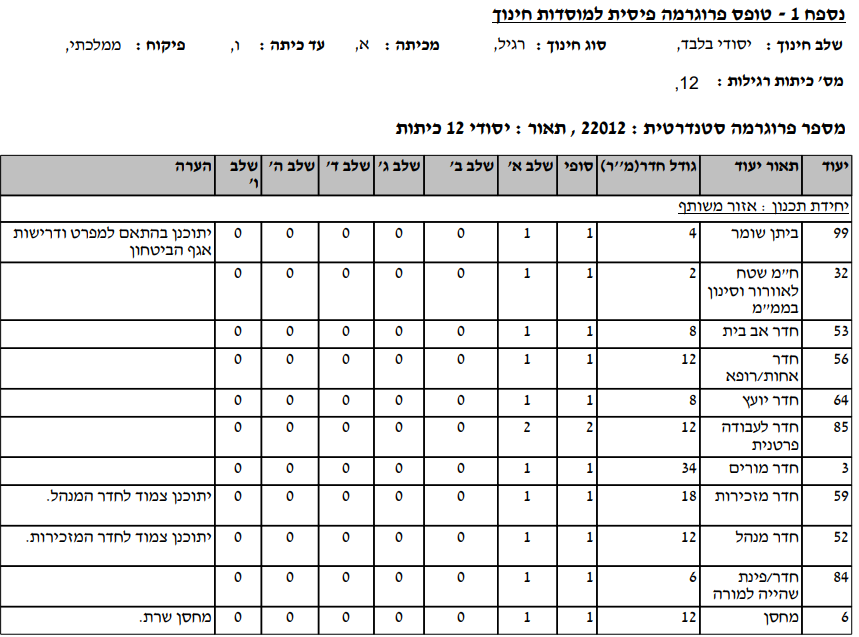 נספח 1 - טופס פרוגרמה פיסית למוסדות חינוך
שלב חינוך : יסודי בלבד, סוג חינוך : רגיל, מכיתה : א, עד כיתה : ו, פיקוח : ממלכתי,
מס׳ כיתות רגילות : 12,
מספר פרוגרמה סטנדרטית : 22012 , תאור : יסודי 12 כיתות
יעוד תאור יעוד גודל חדר(מ׳׳ר) סופי שלב א׳ שלב ב׳ שלב ג׳ שלב ד׳ שלב ה׳ שלב הערה
ו׳
יחידת תכנון : אזור משותף
99 ביתן שומר 4 1 1 0 0 0 0 0 יתוכנן בהתאם למפרט ודרישות
אגף הביטחון
32 ח׳׳מ שטח 2 1 1 0 0 0 0 0
לאוורור וסינון
בממ׳׳מ
53 חדר אב בית 8 1 1 0 0 0 0 0
56 חדר 12 1 1 0 0 0 0 0
אחות/רופא
64 חדר יועץ 8 1 1 0 0 0 0 0
85 חדר לעבודה 12 2 2 0 0 0 0 0
פרטנית
3 חדר מורים 34 1 1 0 0 0 0 0
59 חדר מזכירות 18 1 1 0 0 0 0 0 יתוכנן צמוד לחדר המנהל.
52 חדר מנהל 12 1 1 0 0 0 0 0 יתוכנן צמוד לחדר המזכירות.
84 חדר/פינת 6 1 1 0 0 0 0 0
שהייה למורה
6 מחסן 12 1 1 0 0 0 0 0 מחסן שרת.